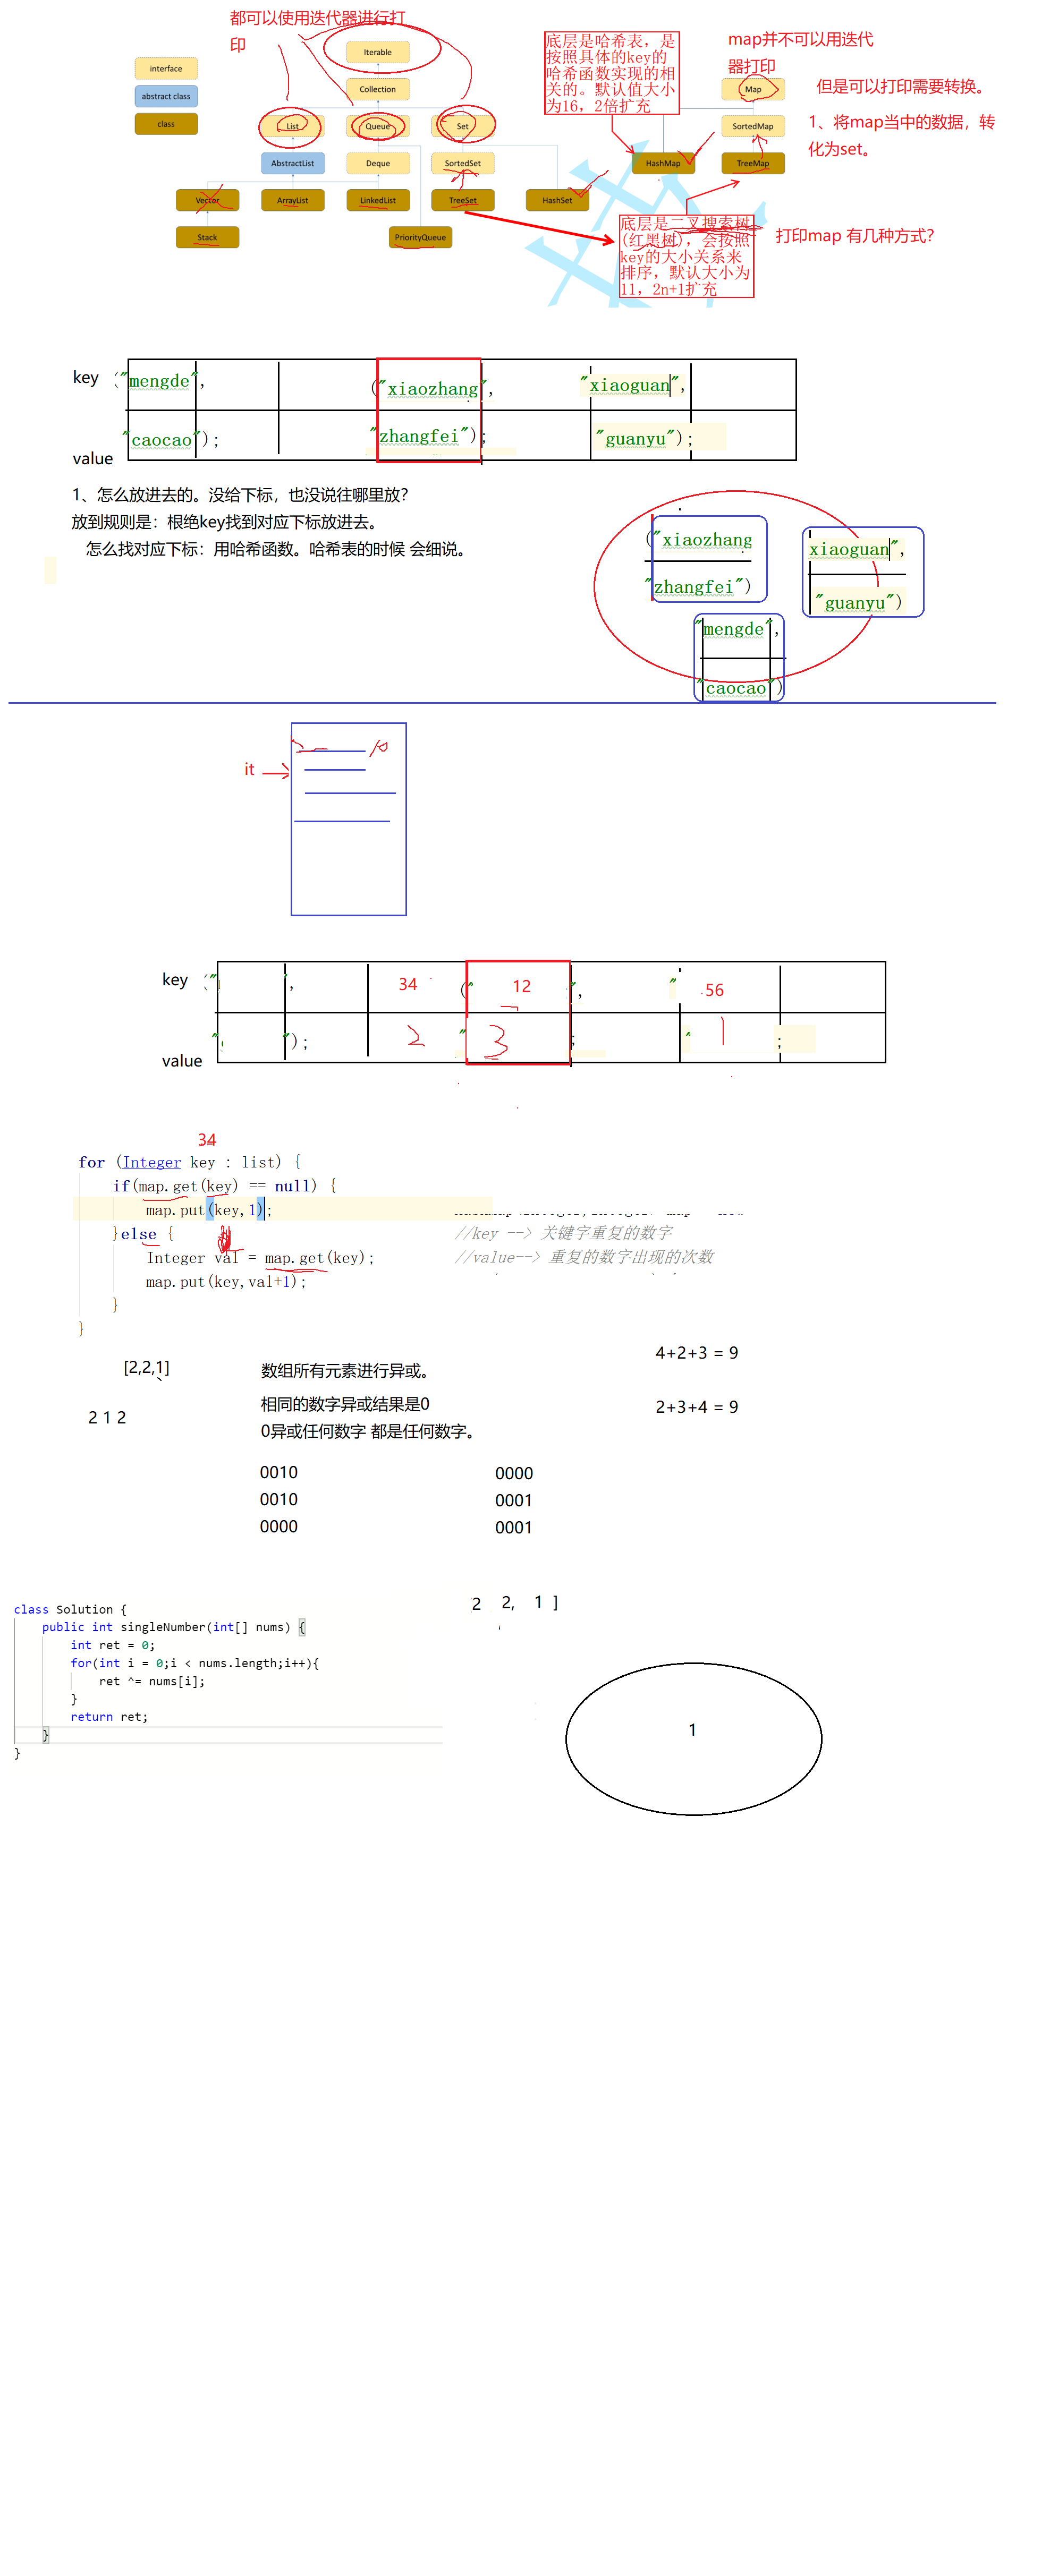 都可以使用迭代器进行打
印
interface
abstract class
class
Iterable
Collection
List
Queue
Set
AbstractList
Deque
SortedSet
Vector
ArrayList
LinkedList
TreeSet
HashSet
Stack
PriorityQueue
底层是哈希表，是
按照具体的key的
哈希函数实现的相
关的。默认值大小
为16，2倍扩充
map并不可以用迭代
器打印
Map
但是可以打印需要转换。
SortedMap
1、将map当中的数据，转
化为set。
HashMap
TreeMap
底层是二叉搜索树
(红黑树)，会按照
key的大小关系来
排序，默认大小为
11，2n+1扩充
打印map 有几种方式？
key
("mengde",
("xiaozhang",
"xiaoguan",
value
"caocao");
"zhangfei");
"guanyu");
1、怎么放进去的。没给下标，也没说往哪里放？
放到规则是：根绝key找到对应下标放进去。
怎么找对应下标：用哈希函数。哈希表的时候 会细说。
("xiaozhang
"zhangfei")
xiaoguan",
"guanyu")
"mengde",
"caocao")
10
it
key
("
",
34
("
12
",
"
56
value
"
");
2
"
3
;
"
1
;
34
for (Integer key : list) {
if(map.get(key) == null) {
map.put(key,1);
}else {
Integer val = map.get(key);
map.put(key,val+1);
}
}
//key --> 关键字重复的数字
//value--> 重复的数字出现的次数
[2,2,1]
2 1 2
数组所有元素进行异或。
相同的数字异或结果是0
0异或任何数字 都是任何数字。
4+2+3 = 9
2+3+4 = 9
0010
0010
0000
0000
0001
0001
class Solution {
public int singleNumber(int[] nums) {
int ret = 0;
for(int i = 0;i < nums.length;i++){
ret ^= nums[i];
}
return ret;
}
}
[2 2, 1 ]
1